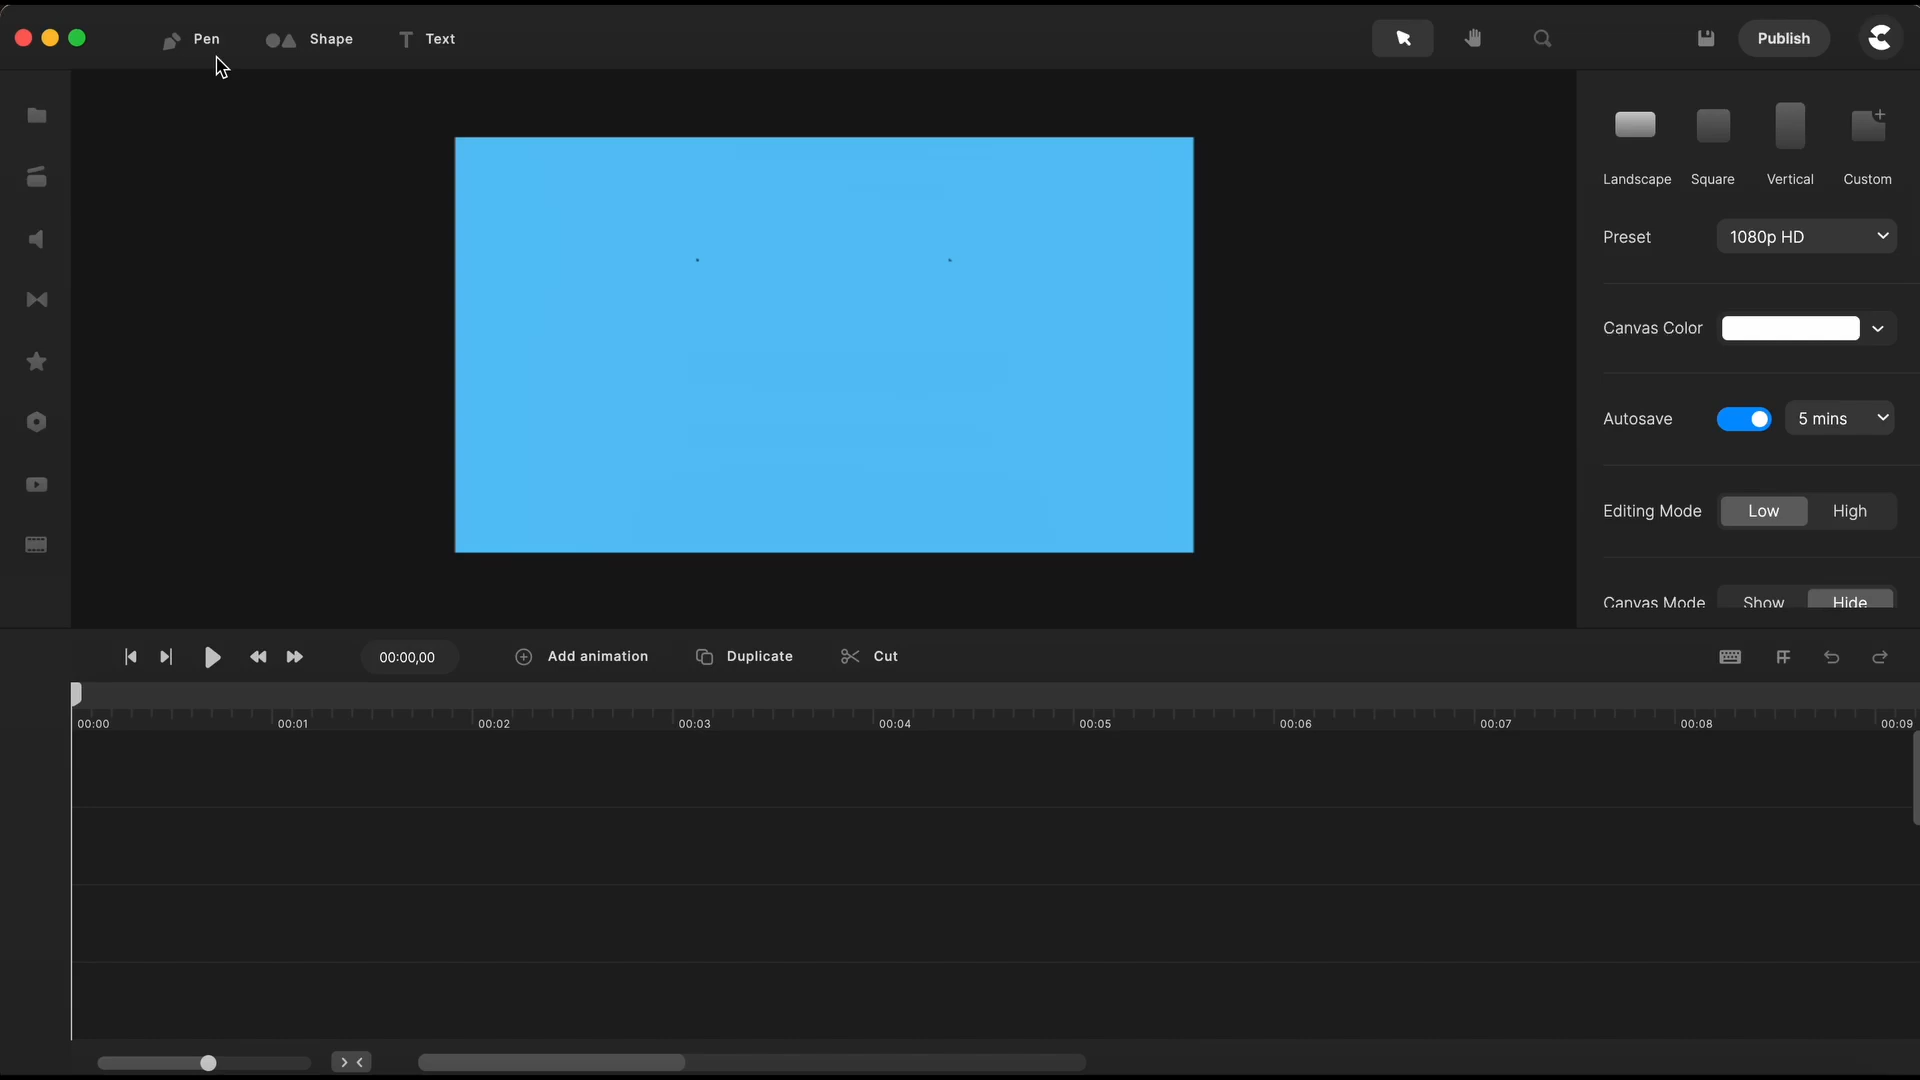 Pen
Shape
Text
Publish
Landscape
Square
Vertical
Custom
Preset
1080p HD
Canvas Color
Autosave
5 mins
Editing Mode
Low
High
Canvas Mode
Show
Hide
00:00,00
Add animation
Duplicate
Cut
00:00
00:01
00:02
00:03
00:04
00:05
00:06
00:07
00:08
00:09